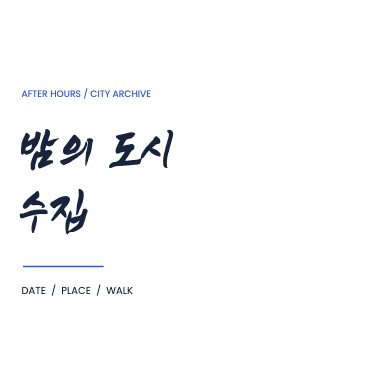 AFTER HOURS / CITY ARCHIVE
밤의 도시
수집
DATE / PLACE / WALK